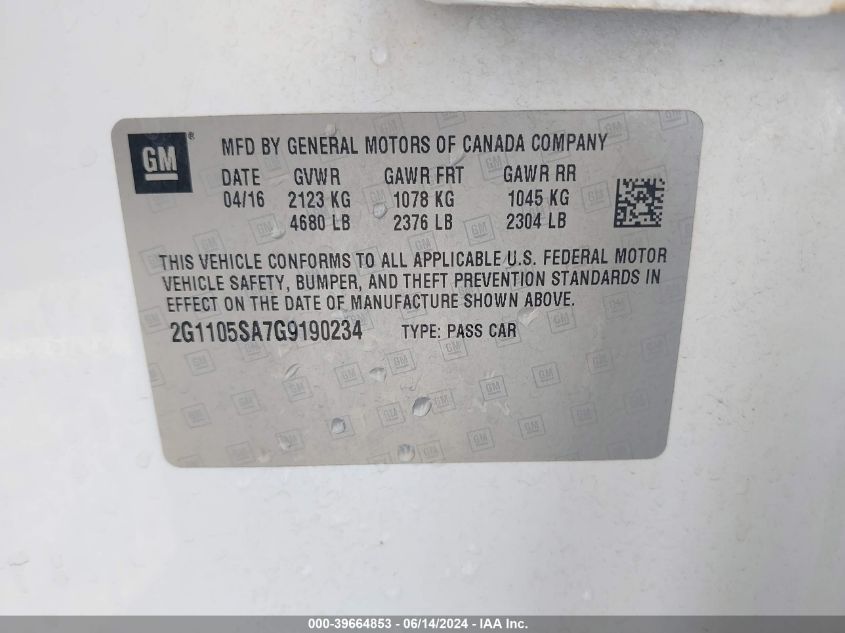 GM ®
MFD BY GENERAL MOTORS OF CANADA COMPANY
DATE GVWR GAWR FRT GAWR RR
04/16 2123 KG 1078 KG 1045 KG
4680 LB 2376 LB 2304 LB
THIS VEHICLE CONFORMS TO ALL APPLICABLE U.S. FEDERAL MOTOR
VEHICLE SAFETY, BUMPER, AND THEFT PREVENTION STANDARDS IN
EFFECT ON THE DATE OF MANUFACTURE SHOWN ABOVE.
2G1105SA7G9190234 TYPE: PASS CAR
000-39664853 - 06/14/2024 - IAA Inc.